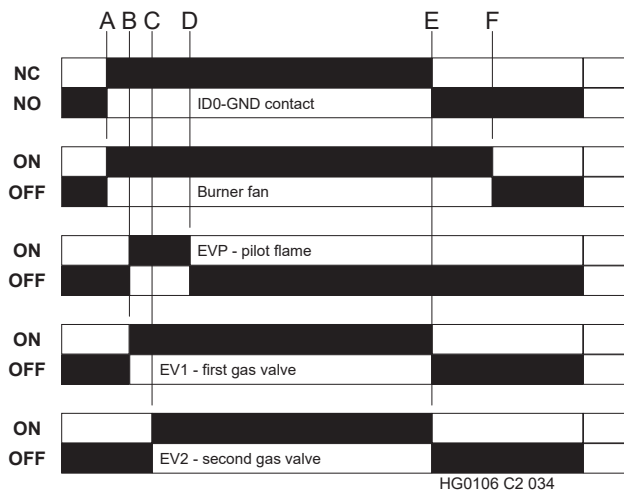 A B C D E F
NC
NO ID0-GND contact
ON
OFF Burner fan
ON EVP - pilot flame
OFF
ON
OFF EV1 - first gas valve
ON
OFF EV2 - second gas valve
HG0106 C2 034